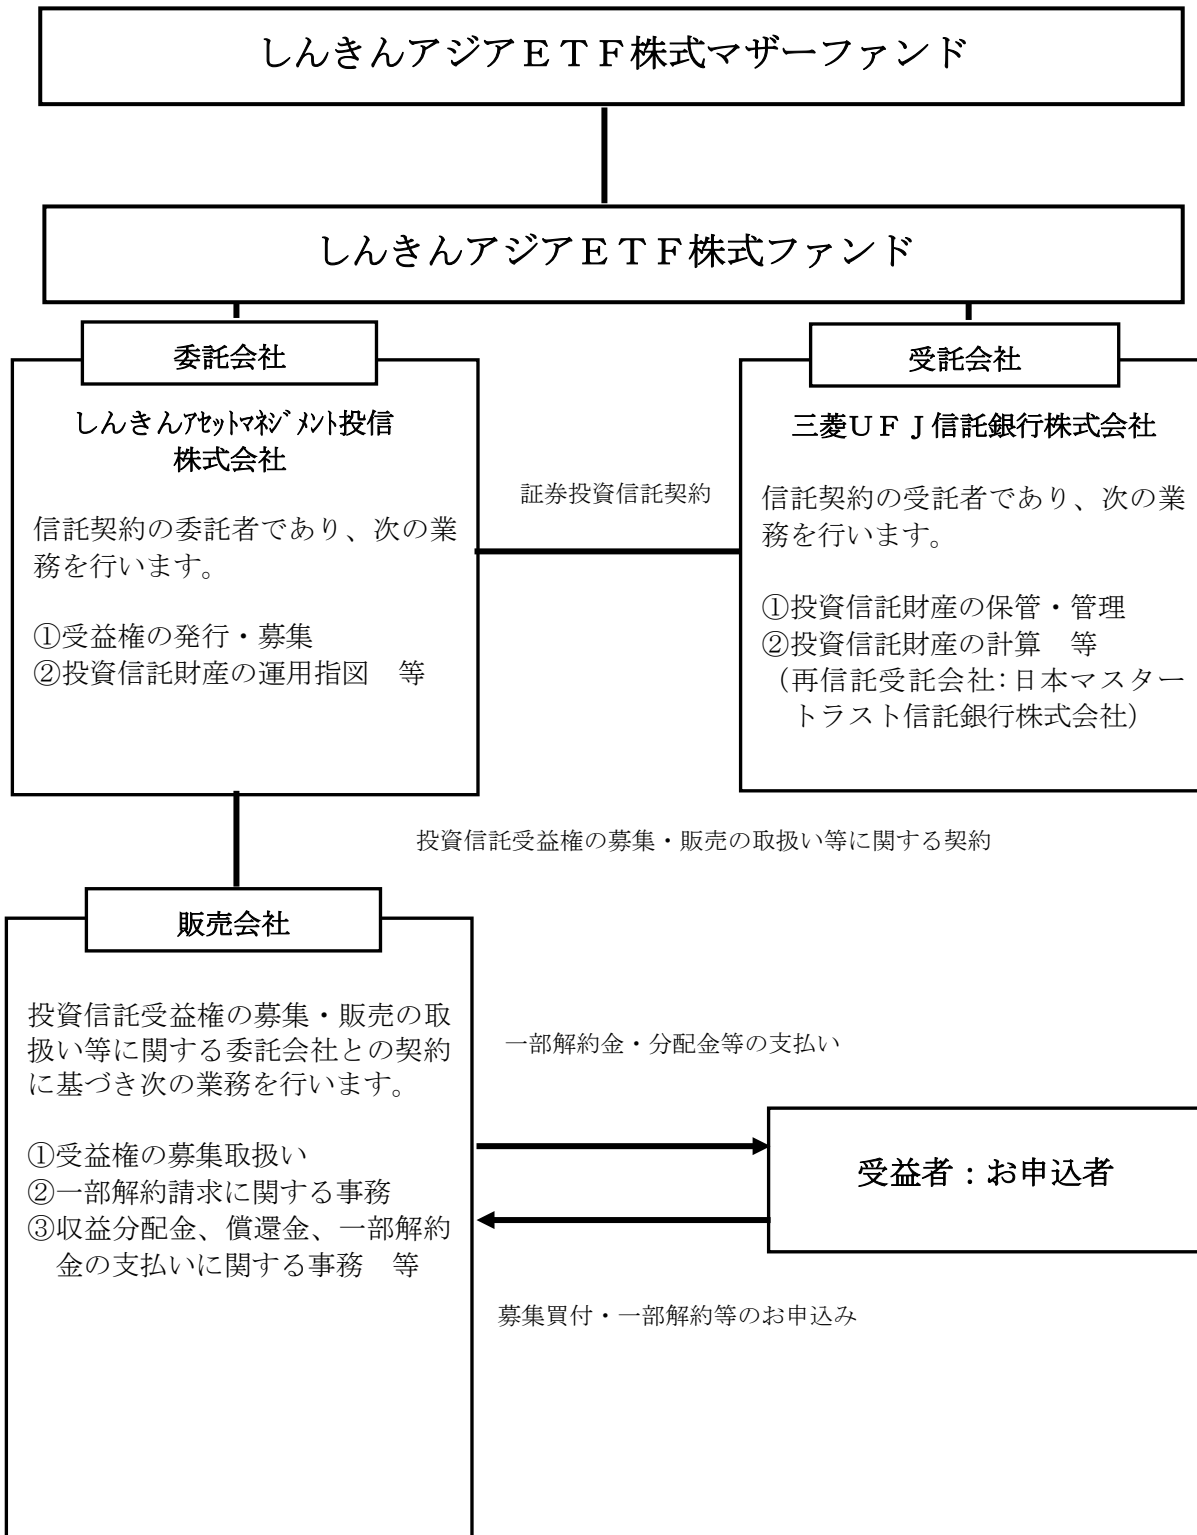 しんきんアジアＥＴＦ株式マザーファンド
しんきんアジアＥＴＦ株式ファンド
委託会社
しんきんｱｾｯﾄﾏﾈｼﾞﾒﾝﾄ投信
株式会社
信託契約の委託者であり、次の業
務を行います。
①受益権の発行・募集
②投資信託財産の運用指図　等
証券投資信託契約
受託会社
三菱ＵＦＪ信託銀行株式会社
信託契約の受託者であり、次の業
務を行います。
①投資信託財産の保管・管理
②投資信託財産の計算　等
（再信託受託会社：日本マスター
トラスト信託銀行株式会社）
投資信託受益権の募集・販売の取扱い等に関する契約
販売会社
投資信託受益権の募集・販売の取
扱い等に関する委託会社との契約
に基づき次の業務を行います。
①受益権の募集取扱い
②一部解約請求に関する事務
③収益分配金、償還金、一部解約
金の支払いに関する事務　等
一部解約金・分配金等の支払い
受益者：お申込者
募集買付・一部解約等のお申込み